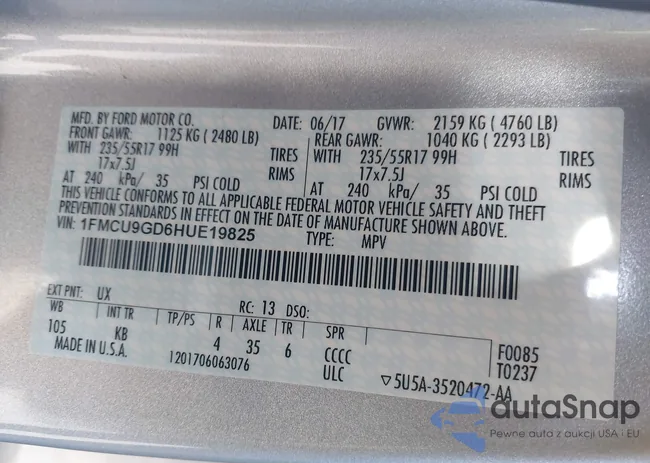 MFD. BY FORD MOTOR CO. DATE: 06/17 GVWR: 2159 KG ( 4760 LB)
FRONT GAWR: 1125 KG ( 2480 LB) REAR GAWR: 1040 KG ( 2293 LB)
WITH 235/55R17 99H TIRES WITH 235/55R17 99H TIRES
17x7.5J RIMS 17x7.5J RIMS
AT 240 kPa/ 35 PSI COLD AT 240 kPa/ 35 PSI COLD
THIS VEHICLE CONFORMS TO ALL APPLICABLE FEDERAL MOTOR VEHICLE SAFETY AND THEFT
PREVENTION STANDARDS IN EFFECT ON THE DATE OF MANUFACTURE SHOWN ABOVE.
VIN: 1FMCU9GD6HUE19825 TYPE: MPV
EXT PNT: UX RC: 13 DSO:
WB INT TR TP/PS R AXLE TR SPR
105 KB 4 35 6 CCCC F0085
MADE IN U.S.A. 1201706063076 ULC T0237
▽5U5A-3520472-AA
autaSnap
Pewne auta z aukcji USA · EU